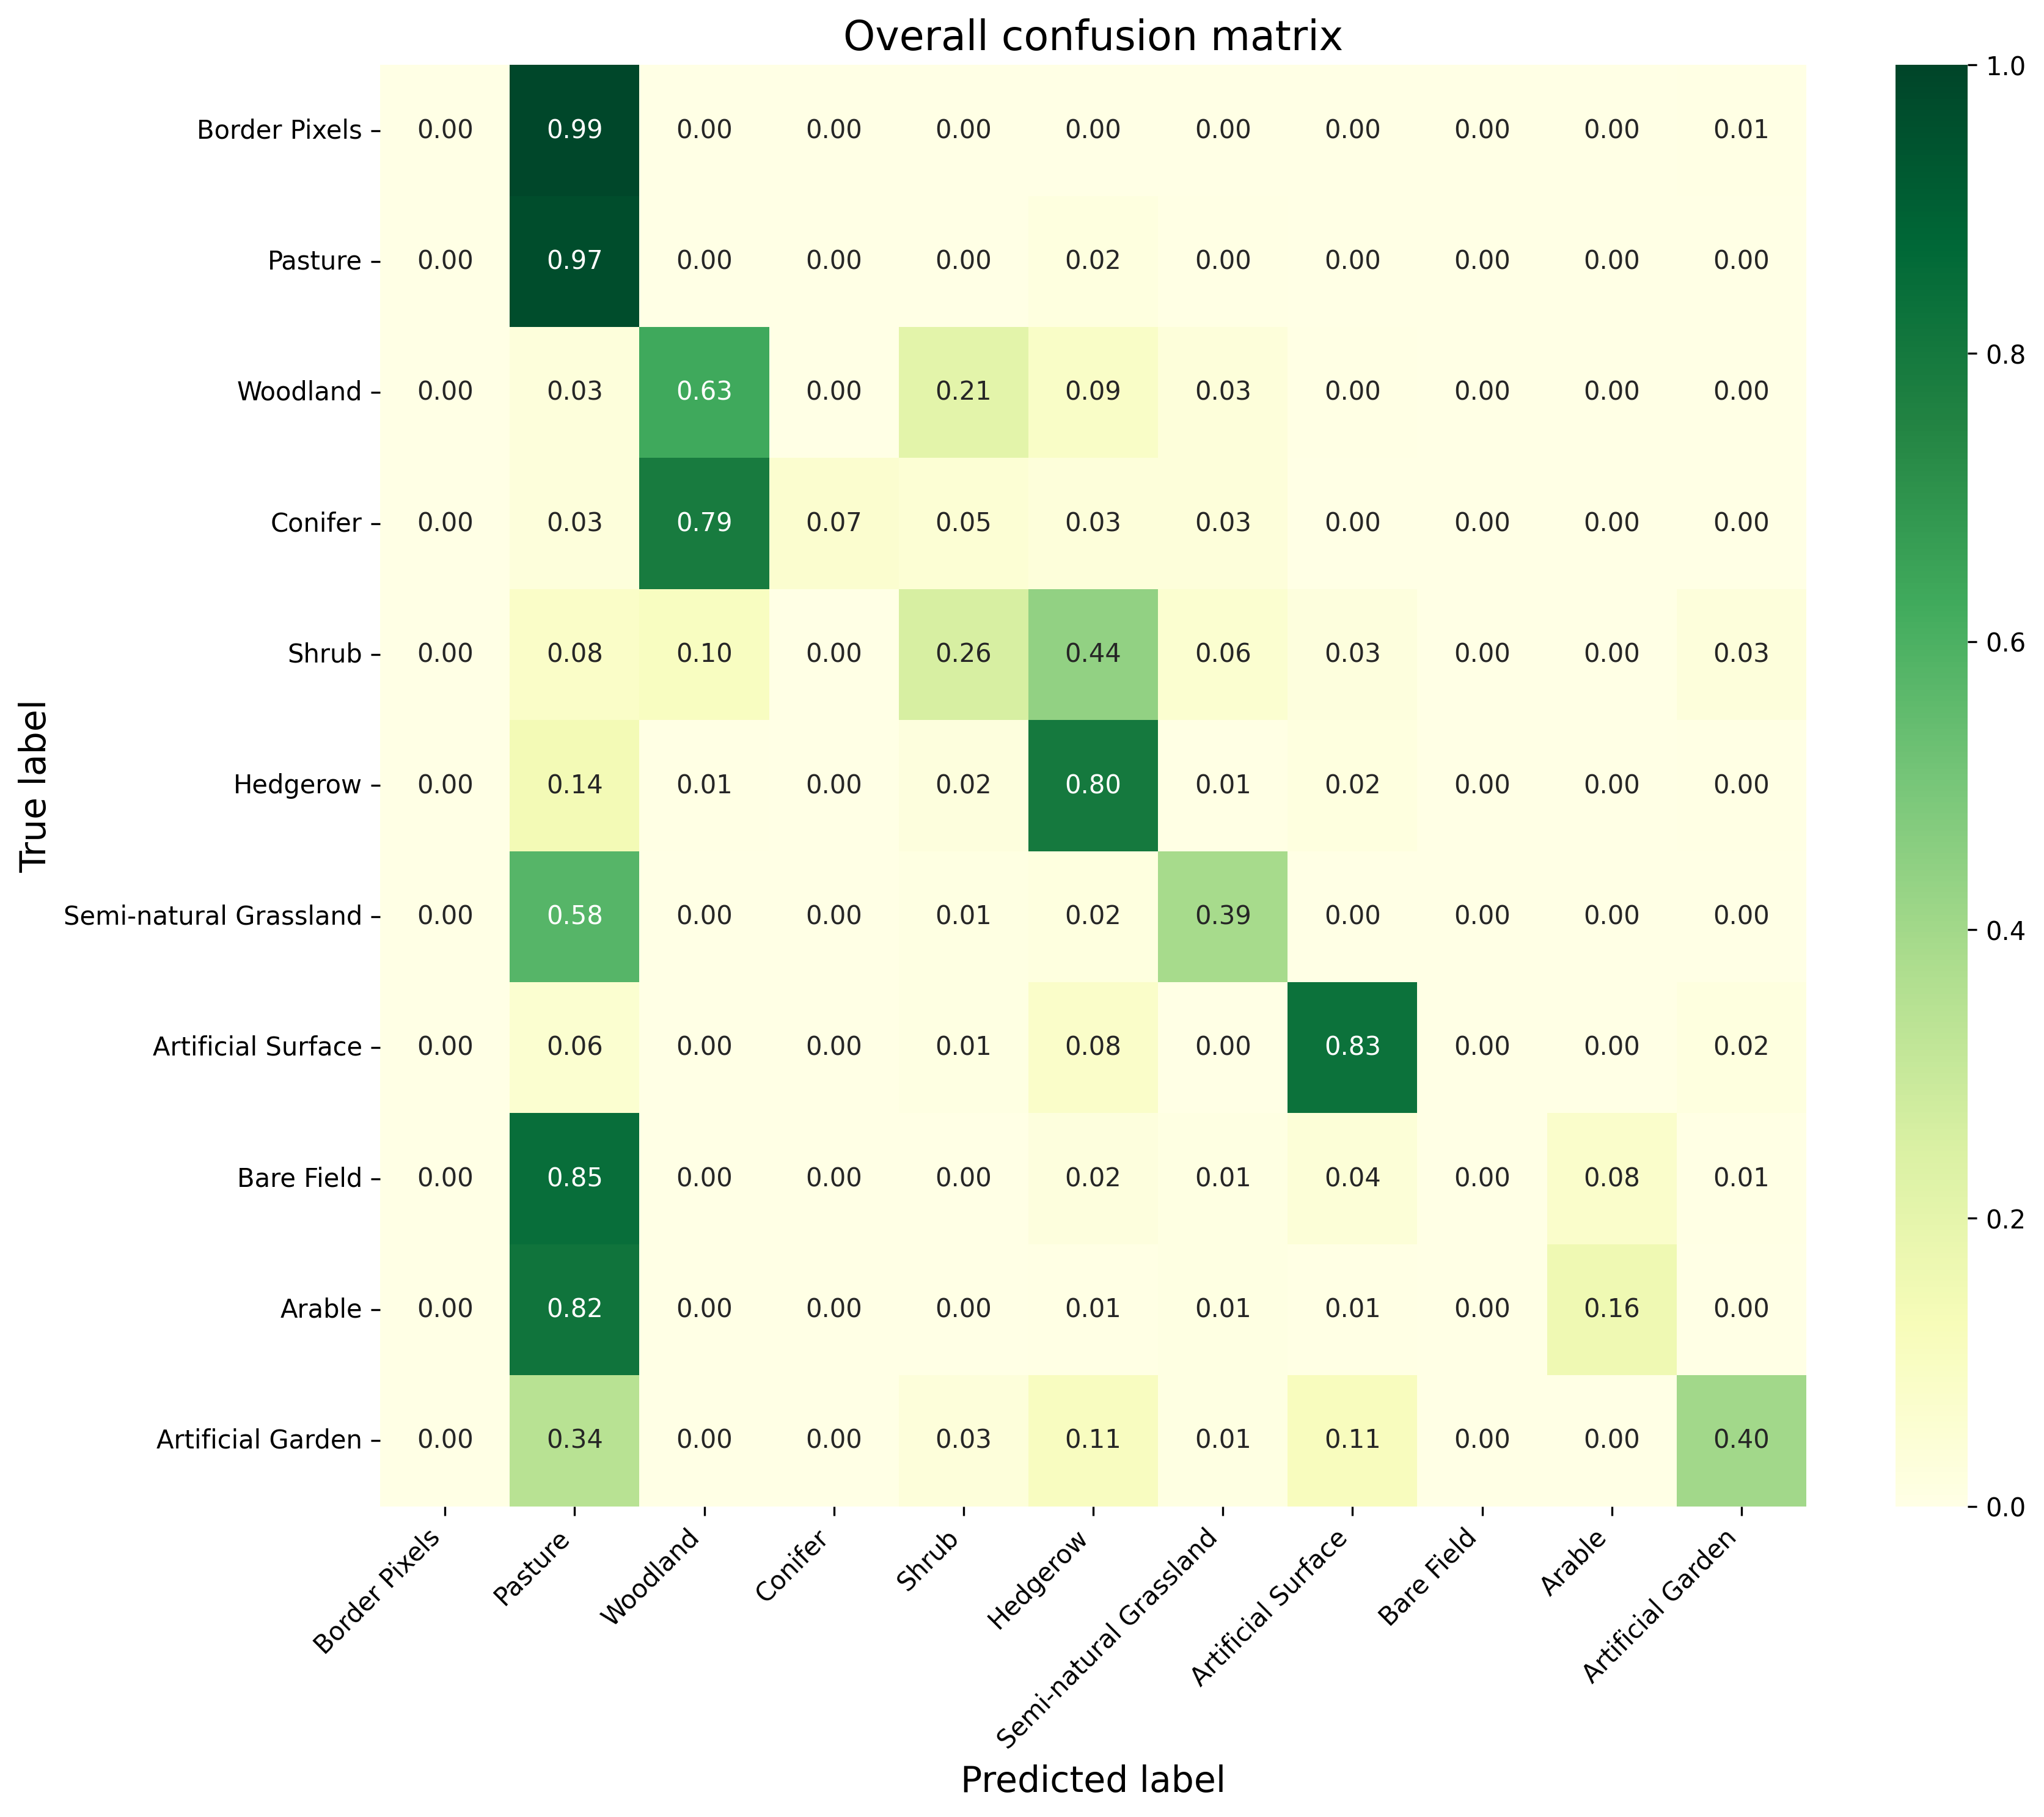 Overall confusion matrix
Border Pixels 0.00 0.99 0.00 0.00 0.00 0.00 0.00 0.00 0.00 0.00 0.01
Pasture 0.00 0.97 0.00 0.00 0.00 0.02 0.00 0.00 0.00 0.00 0.00
Woodland 0.00 0.03 0.63 0.00 0.21 0.09 0.03 0.00 0.00 0.00 0.00
Conifer 0.00 0.03 0.79 0.07 0.05 0.03 0.03 0.00 0.00 0.00 0.00
Shrub 0.00 0.08 0.10 0.00 0.26 0.44 0.06 0.03 0.00 0.00 0.03
Hedgerow 0.00 0.14 0.01 0.00 0.02 0.80 0.01 0.02 0.00 0.00 0.00
Semi-natural Grassland 0.00 0.58 0.00 0.00 0.01 0.02 0.39 0.00 0.00 0.00 0.00
Artificial Surface 0.00 0.06 0.00 0.00 0.01 0.08 0.00 0.83 0.00 0.00 0.02
Bare Field 0.00 0.85 0.00 0.00 0.00 0.02 0.01 0.04 0.00 0.08 0.01
Arable 0.00 0.82 0.00 0.00 0.00 0.01 0.01 0.01 0.00 0.16 0.00
Artificial Garden 0.00 0.34 0.00 0.00 0.03 0.11 0.01 0.11 0.00 0.00 0.40
True label
Border Pixels
Pasture
Woodland
Conifer
Shrub
Hedgerow
Semi-natural Grassland
Artificial Surface
Bare Field
Arable
Artificial Garden
Predicted label
1.0
0.8
0.6
0.4
0.2
0.0